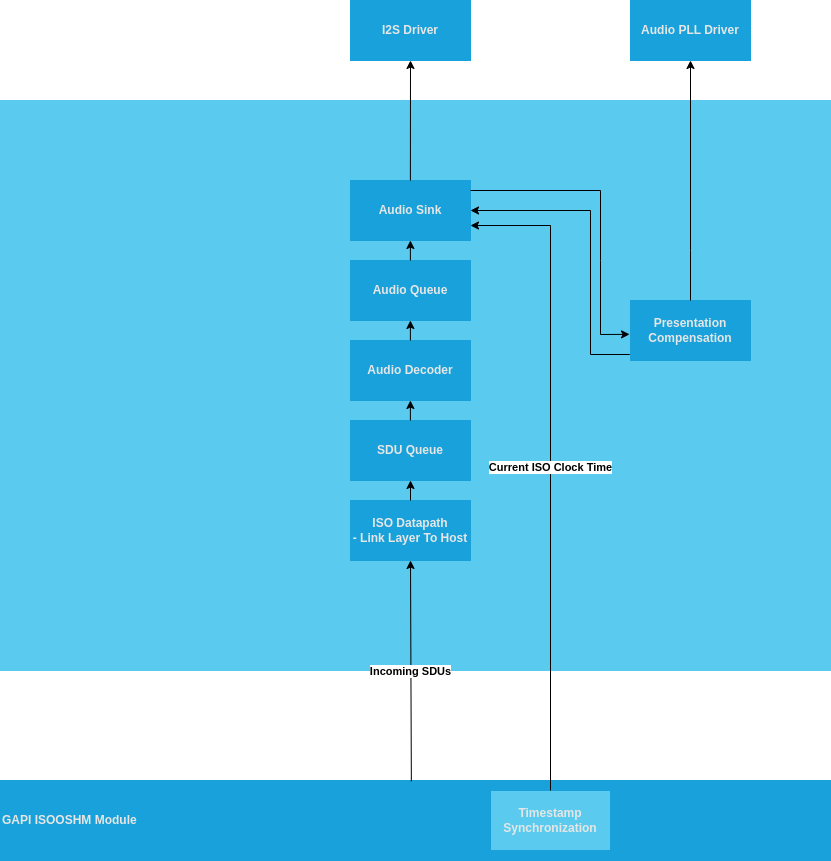 I2S Driver
Audio PLL Driver
Audio Sink
Audio Queue
Presentation
Compensation
Audio Decoder
SDU Queue
Current ISO Clock Time
ISO Datapath
- Link Layer To Host
Incoming SDUs
GAPI ISOOSHM Module
Timestamp
Synchronization